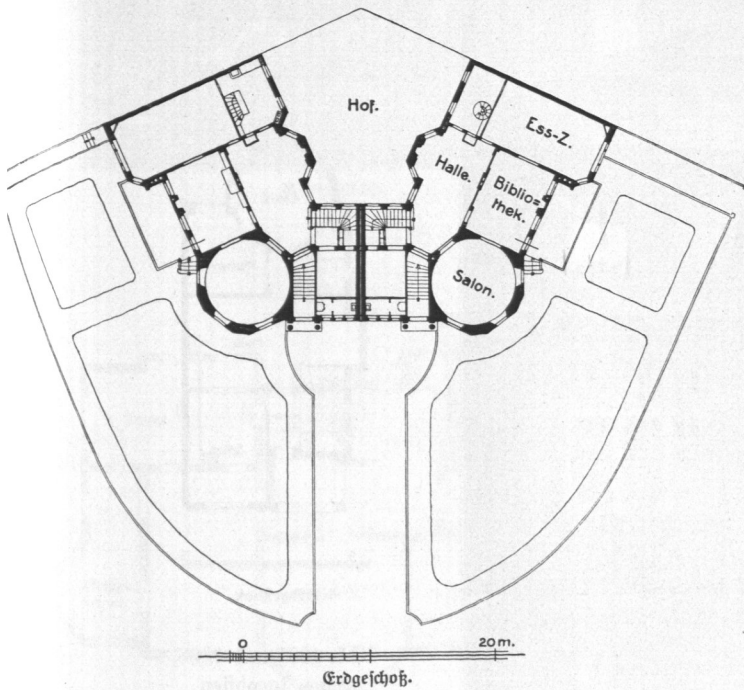 Hof.
Ess-Z.
Halle.
Biblio=
thek.
Salon.
0 20 m.
Erdgeschoß.